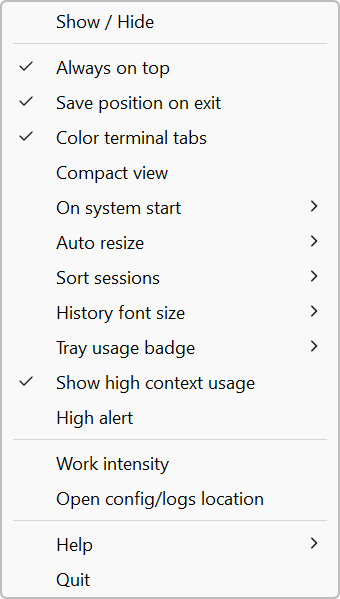 Show / Hide
Always on top
Save position on exit
Color terminal tabs
Compact view
On system start
Auto resize
Sort sessions
History font size
Tray usage badge
Show high context usage
High alert
Work intensity
Open config/logs location
Help
Quit